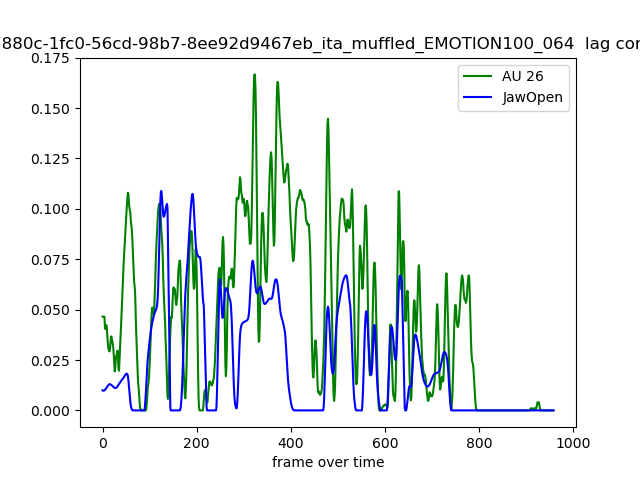 880c-1fc0-56cd-98b7-8ee92d9467eb_ita_muffled_EMOTION100_064  lag cor
0.175
0.150
0.125
0.100
0.075
0.050
0.025
0.000
AU 26
JawOpen
0 200 400 600 800 1000
frame over time